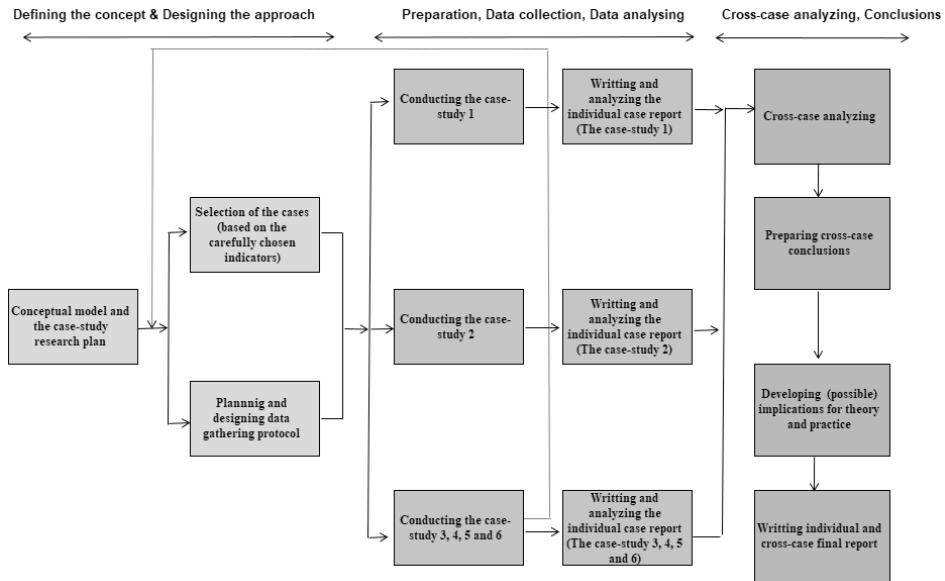 Defining the concept & Designing the approach
Preparation, Data collection, Data analysing
Cross-case analyzing, Conclusions
Conceptual model and
the case-study
research plan
Selection of the cases
(based on the
carefully chosen
indicators)
Plannnig and
designing data
gathering protocol
Conducting the case-
study 1
Writting and
analyzing the
individual case report
(The case-study 1)
Conducting the case-
study 2
Writting and
analyzing the
individual case report
(The case-study 2)
Conducting the case-
study 3, 4, 5 and 6
Writting and
analyzing the
individual case report
(The case-study 3, 4, 5
and 6)
Cross-case analyzing
Preparing cross-case
conclusions
Developing (possible)
implications for theory
and practice
Writting individual and
cross-case final report